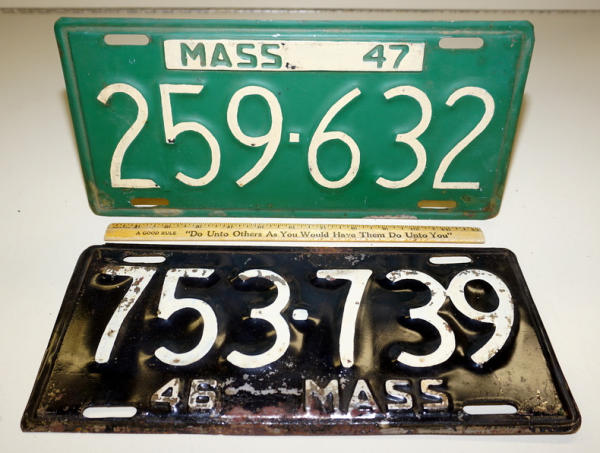 MASS 47
259·632
A GOOD RULE "Do Unto Others As You Would Have Them Do Unto You"
753·739
46 MASS